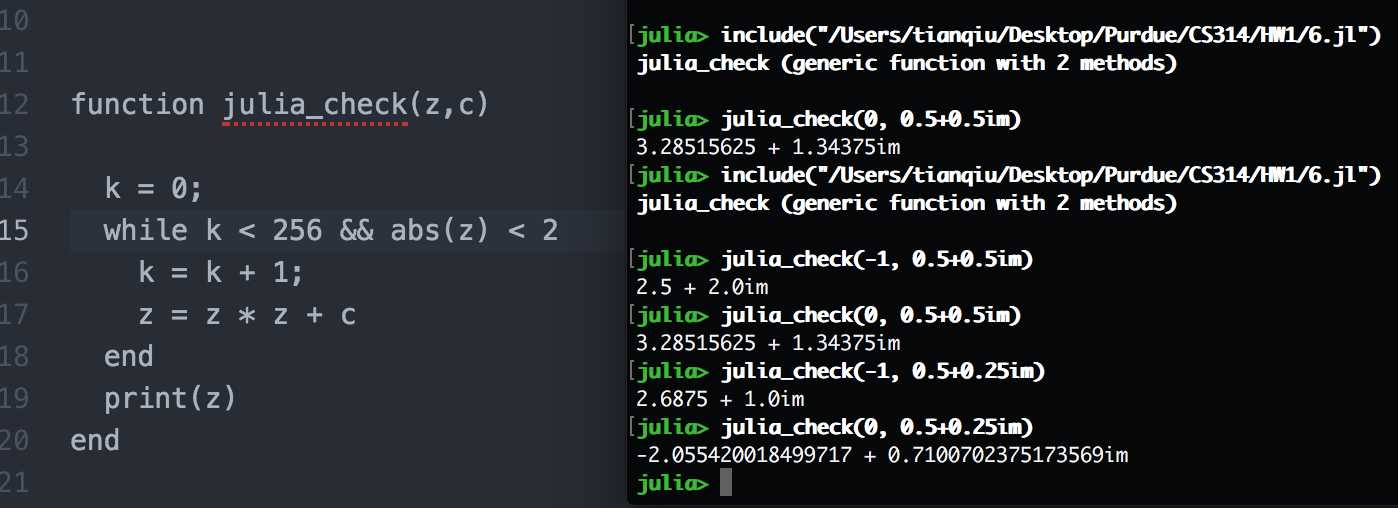 10
11
12 function julia_check(z,c)
13
14 k = 0;
15 while k < 256 && abs(z) < 2
16 k = k + 1;
17 z = z * z + c
18 end
19 print(z)
20 end
21
[julia> include("/Users/tianqiu/Desktop/Purdue/CS314/HW1/6.jl")
julia_check (generic function with 2 methods)
[julia> julia_check(0, 0.5+0.5im)
3.28515625 + 1.34375im
[julia> include("/Users/tianqiu/Desktop/Purdue/CS314/HW1/6.jl")
julia_check (generic function with 2 methods)
[julia> julia_check(-1, 0.5+0.5im)
2.5 + 2.0im
[julia> julia_check(0, 0.5+0.5im)
3.28515625 + 1.34375im
[julia> julia_check(-1, 0.5+0.25im)
2.6875 + 1.0im
[julia> julia_check(0, 0.5+0.25im)
-2.055420018499717 + 0.7100702375173569im
julia>